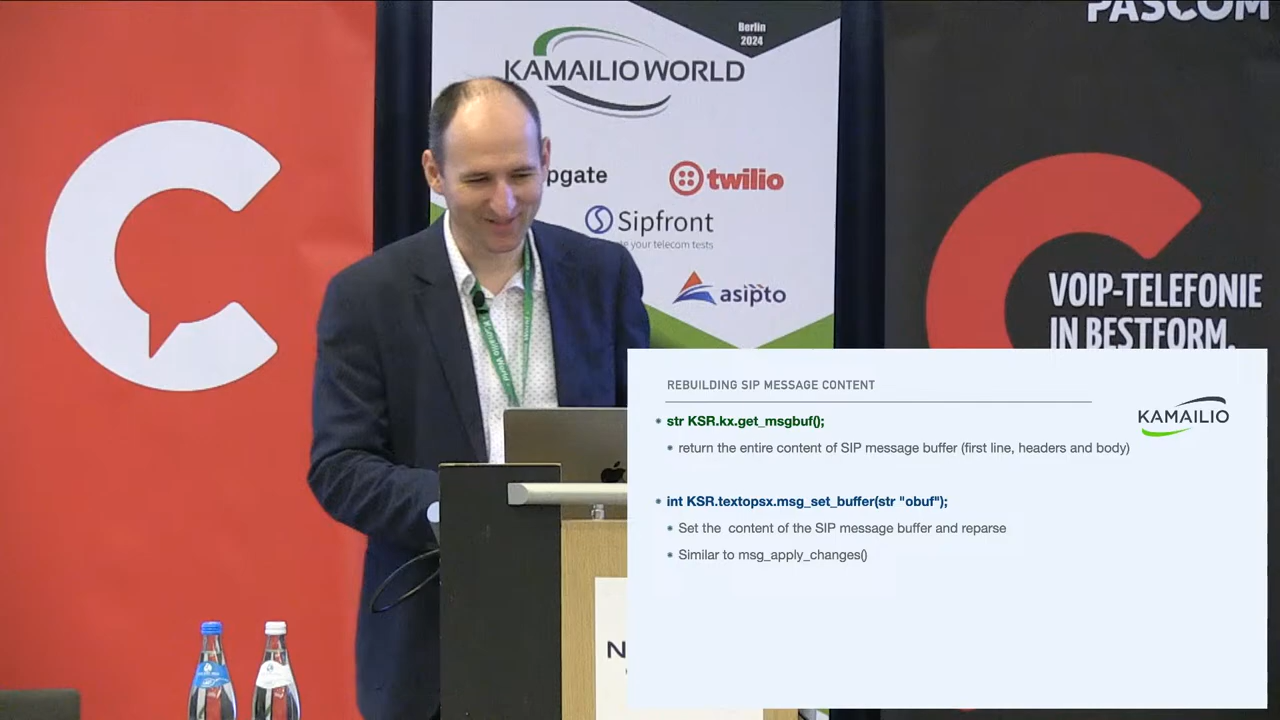 PASCOM
Berlin
2024
KAMAILIO WORLD
pgate
twilio
Sipfront
te your telecom tests
asipto
VOIP-TELEFONIE
IN BESTFORM.
Kamailio World
REBUILDING SIP MESSAGE CONTENT
KAMAILIO
• str KSR.kx.get_msgbuf();
• return the entire content of SIP message buffer (first line, headers and body)
• int KSR.textopsx.msg_set_buffer(str "obuf");
• Set the  content of the SIP message buffer and reparse
• Similar to msg_apply_changes()
N